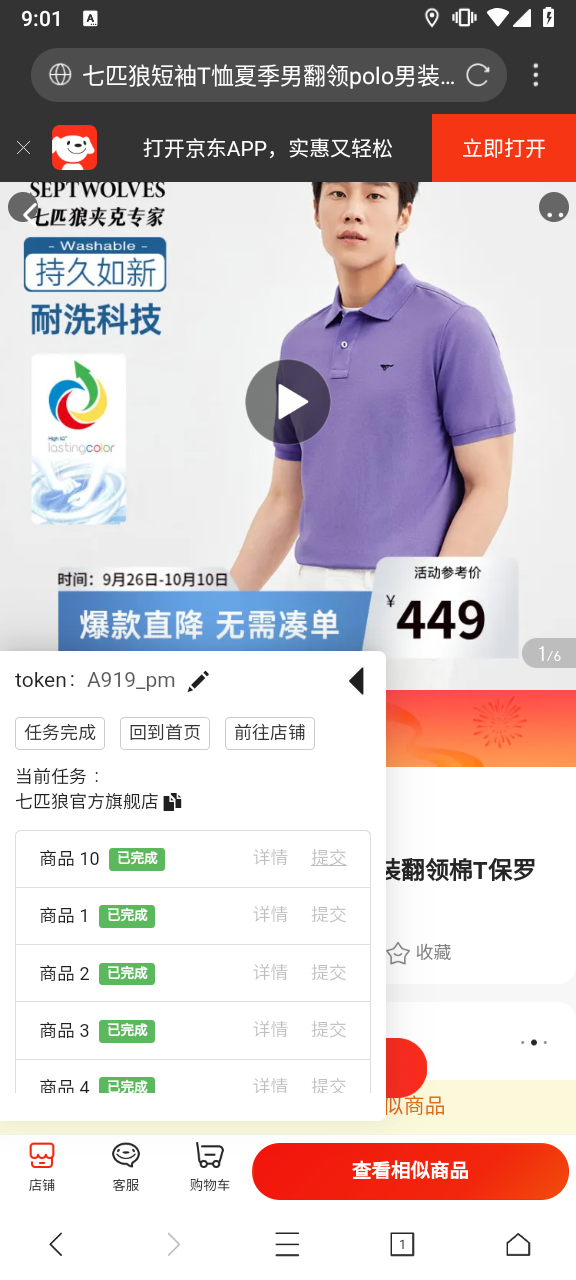 9:01 A
七匹狼短袖T恤夏季男翻领polo男装...
打开京东APP，实惠又轻松 立即打开
SEPTWOLVES
七匹狼夹克专家
- Washable -
持久如新
耐洗科技
High IQ
lastingcolor
时间：9月26日-10月10日
活动参考价
爆款直降 无需凑单
¥449
1/6
token： A919_pm
任务完成 回到首页 前往店铺
当前任务：
七匹狼官方旗舰店
商品 10 已完成 详情 提交
商品 1 已完成 详情 提交
商品 2 已完成 详情 提交
商品 3 已完成 详情 提交
商品 4 已完成 详情 提交
装翻领棉T保罗
收藏
似商品
店铺 客服 购物车 查看相似商品
1